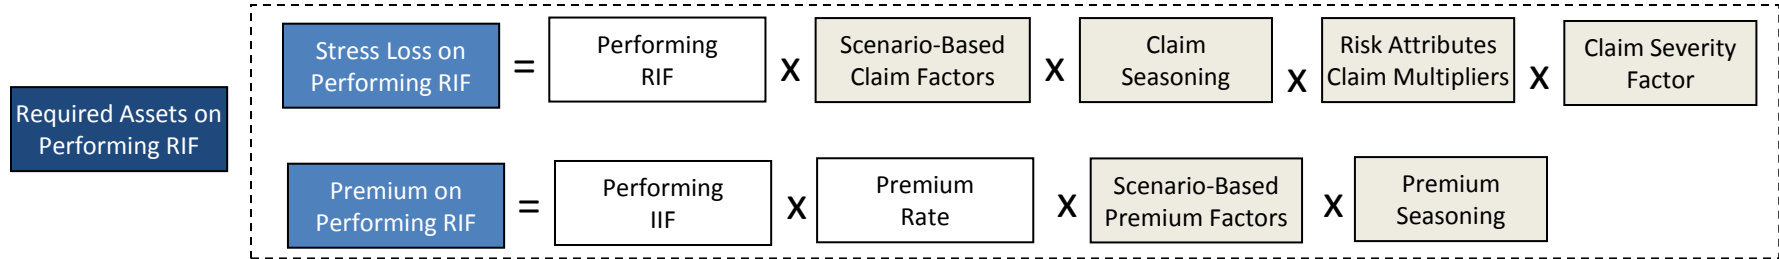 Required Assets on
Performing RIF
Stress Loss on
Performing RIF
=
Performing
RIF
x
Scenario-Based
Claim Factors
x
Claim
Seasoning
x
Risk Attributes
Claim Multipliers
x
Claim Severity
Factor
Premium on
Performing RIF
=
Performing
IIF
x
Premium
Rate
x
Scenario-Based
Premium Factors
x
Premium
Seasoning